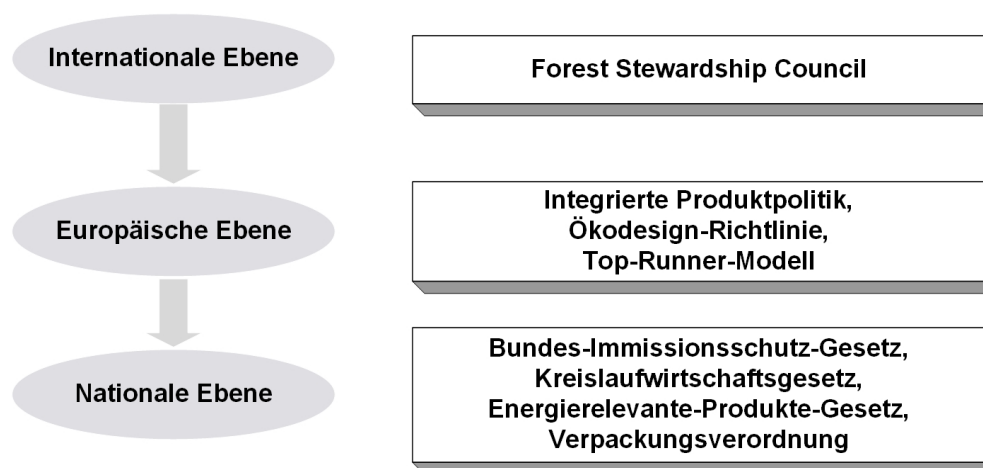 Internationale Ebene
Forest Stewardship Council
Europäische Ebene
Integrierte Produktpolitik,
Ökodesign-Richtlinie,
Top-Runner-Modell
Nationale Ebene
Bundes-Immissionsschutz-Gesetz,
Kreislaufwirtschaftsgesetz,
Energierelevante-Produkte-Gesetz,
Verpackungsverordnung